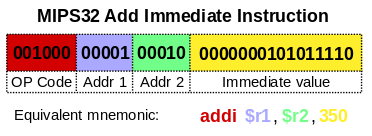 MIPS32 Add Immediate Instruction
001000 00001 00010 0000000101011110
OP Code Addr 1 Addr 2 Immediate value
Equivalent mnemonic: addi $r1, $r2, 350